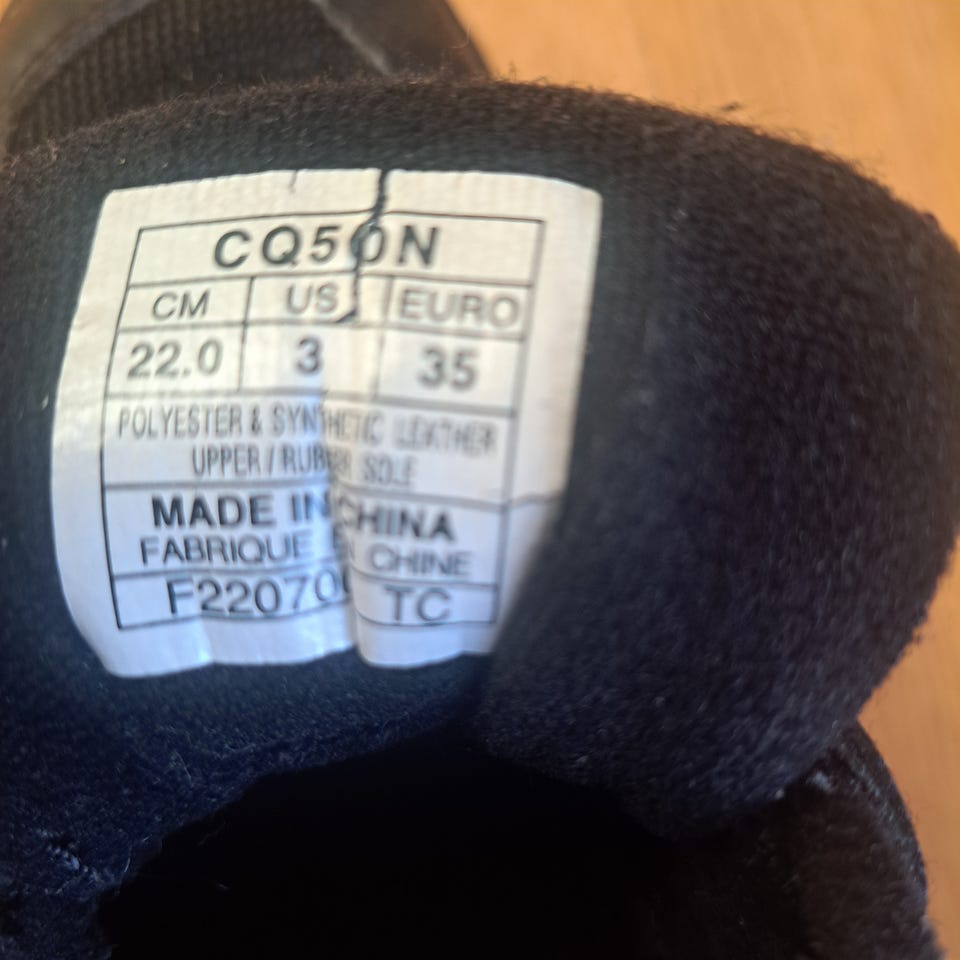 CQ50N
CM US EURO
22.0 3 35
POLYESTER & SYNTHETIC LEATHER
UPPER / RUBBER SOLE
MADE IN CHINA
FABRIQUE EN CHINE
TC